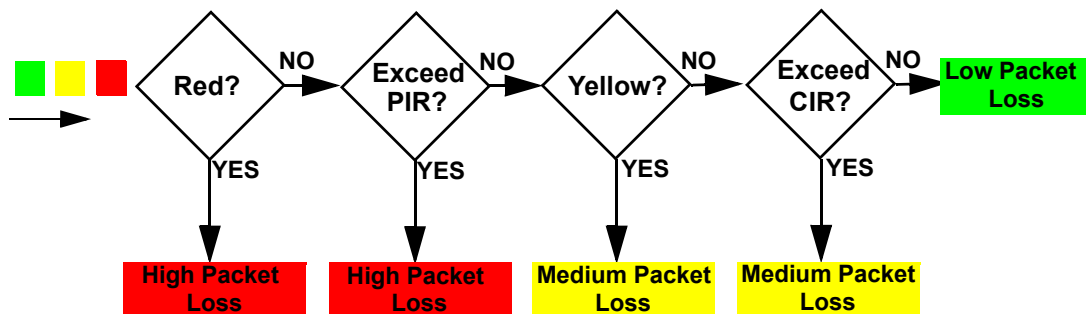 Red?
NO
Exceed
PIR?
NO
Yellow?
NO
Exceed
CIR?
NO
Low Packet
Loss
YES
YES
YES
YES
High Packet
Loss
High Packet
Loss
Medium Packet
Loss
Medium Packet
Loss